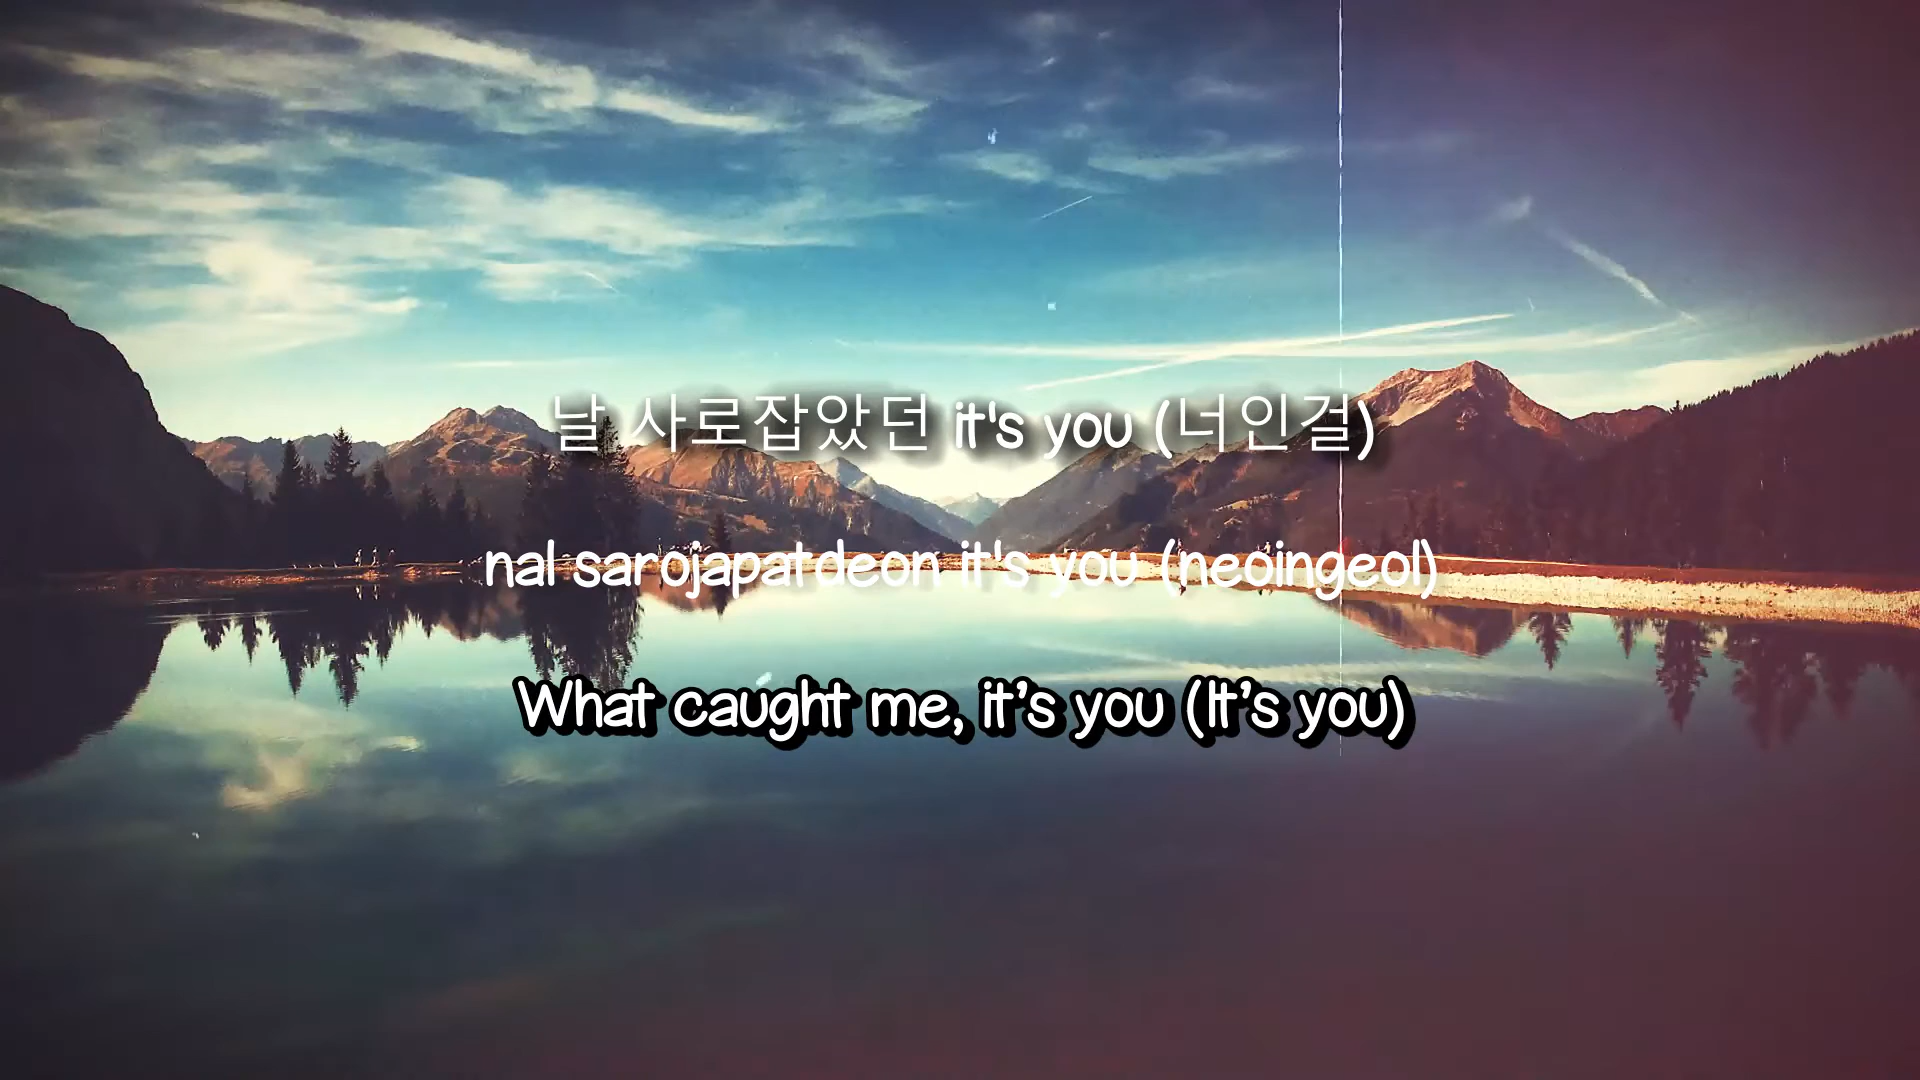 날 사로잡았던 it's you (너인걸)
nal sarojapatdeon it's you (neoingeol)
What caught me, it’s you (It’s you)